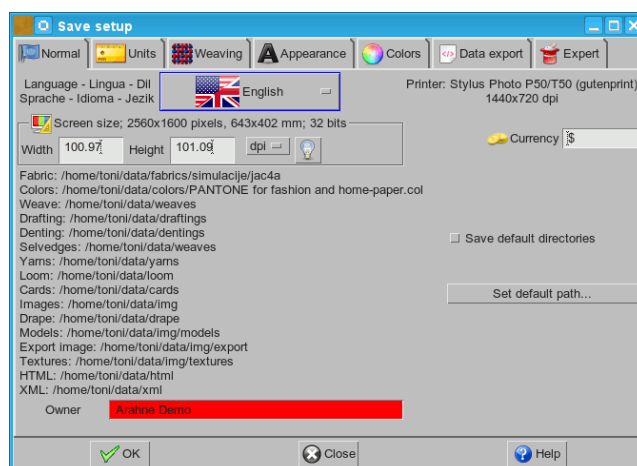 Save setup
Normal Units Weaving Appearance Colors Data export Expert
Language - Lingua - Dil
Sprache - Idioma - Jezik
English
Printer: Stylus Photo P50/T50 (gutenprint)
1440x720 dpi
Screen size; 2560x1600 pixels, 643x402 mm; 32 bits
Width 100.97 Height 101.09 dpi
Currency $
Fabric: /home/toni/data/fabrics/simulacije/jac4a
Colors: /home/toni/data/colors/PANTONE for fashion and home-paper.col
Weave: /home/toni/data/weaves
Drafting: /home/toni/data/draftings
Denting: /home/toni/data/dentings
Selvedges: /home/toni/data/weaves
Yarns: /home/toni/data/yarns
Loom: /home/toni/data/loom
Cards: /home/toni/data/cards
Images: /home/toni/data/img
Drape: /home/toni/data/drape
Models: /home/toni/data/img/models
Export image: /home/toni/data/img/export
Textures: /home/toni/data/img/textures
HTML: /home/toni/data/html
XML: /home/toni/data/xml
Save default directories
Set default path...
Owner Arahne Demo
OK Close Help